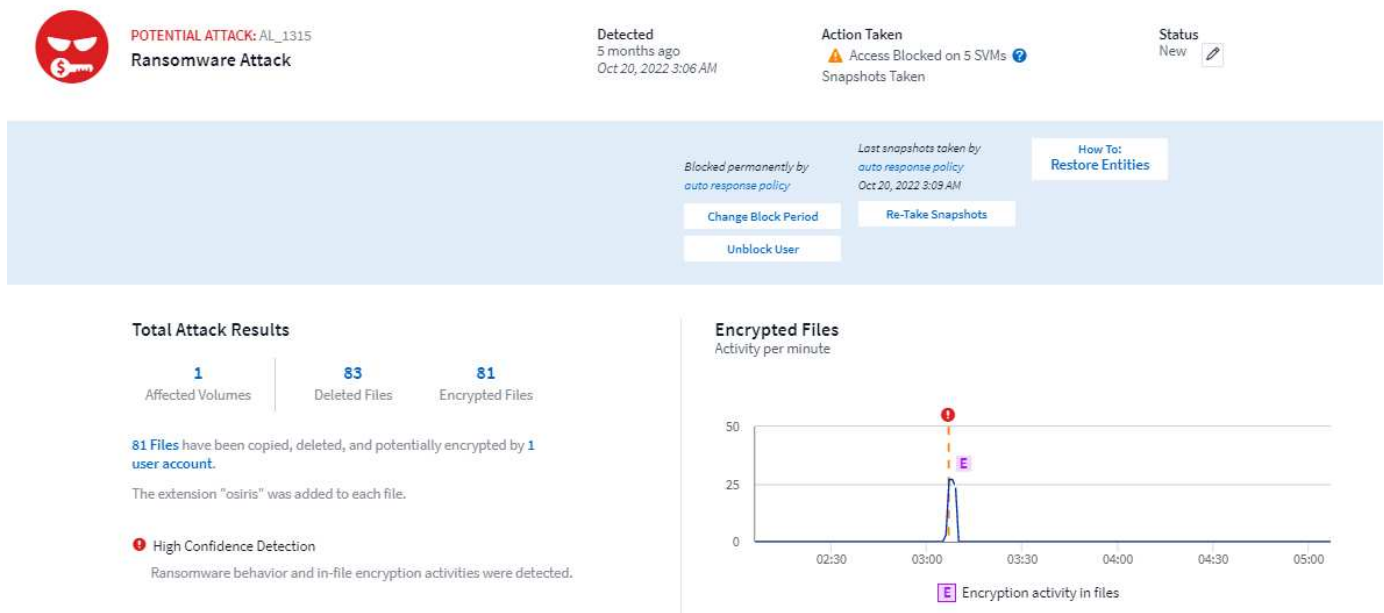 POTENTIAL ATTACK: AL_1315
Ransomware Attack
Detected
5 months ago
Oct 20, 2022 3:06 AM
Action Taken
Access Blocked on 5 SVMs ?
Snapshots Taken
Status
New
$
Blocked permanently by
auto response policy
Change Block Period
Unblock User
Last snapshots taken by
auto response policy
Oct 20, 2022 3:09 AM
Re-Take Snapshots
How To:
Restore Entities
Total Attack Results
1
Affected Volumes
83
Deleted Files
81
Encrypted Files
81 Files have been copied, deleted, and potentially encrypted by 1
user account.
The extension "osiris" was added to each file.
High Confidence Detection
Ransomware behavior and in-file encryption activities were detected.
Encrypted Files
Activity per minute
50
25
0
E
02:30 03:00 03:30 04:00 04:30 05:00
E Encryption activity in files